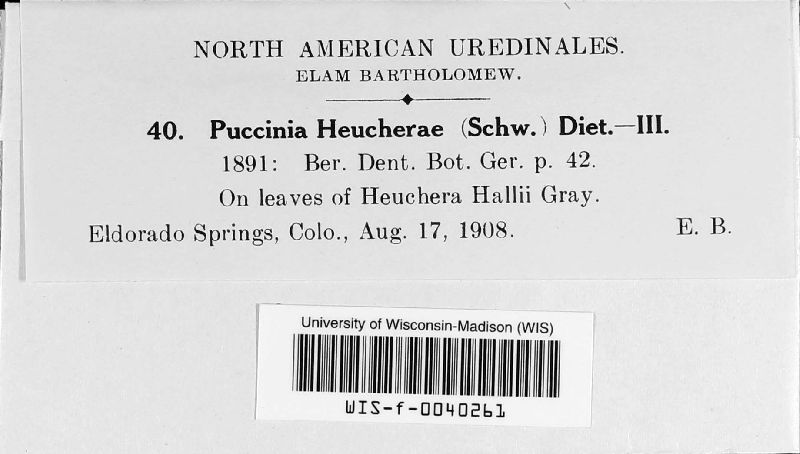 NORTH AMERICAN UREDINALES.
ELAM BARTHOLOMEW.
40. Puccinia Heucherae (Schw.) Diet.—III.
1891: Ber. Dent. Bot. Ger. p. 42.
On leaves of Heuchera Hallii Gray.
Eldorado Springs, Colo., Aug. 17, 1908. E. B.
University of Wisconsin-Madison (WIS)
WIS-f-0040261